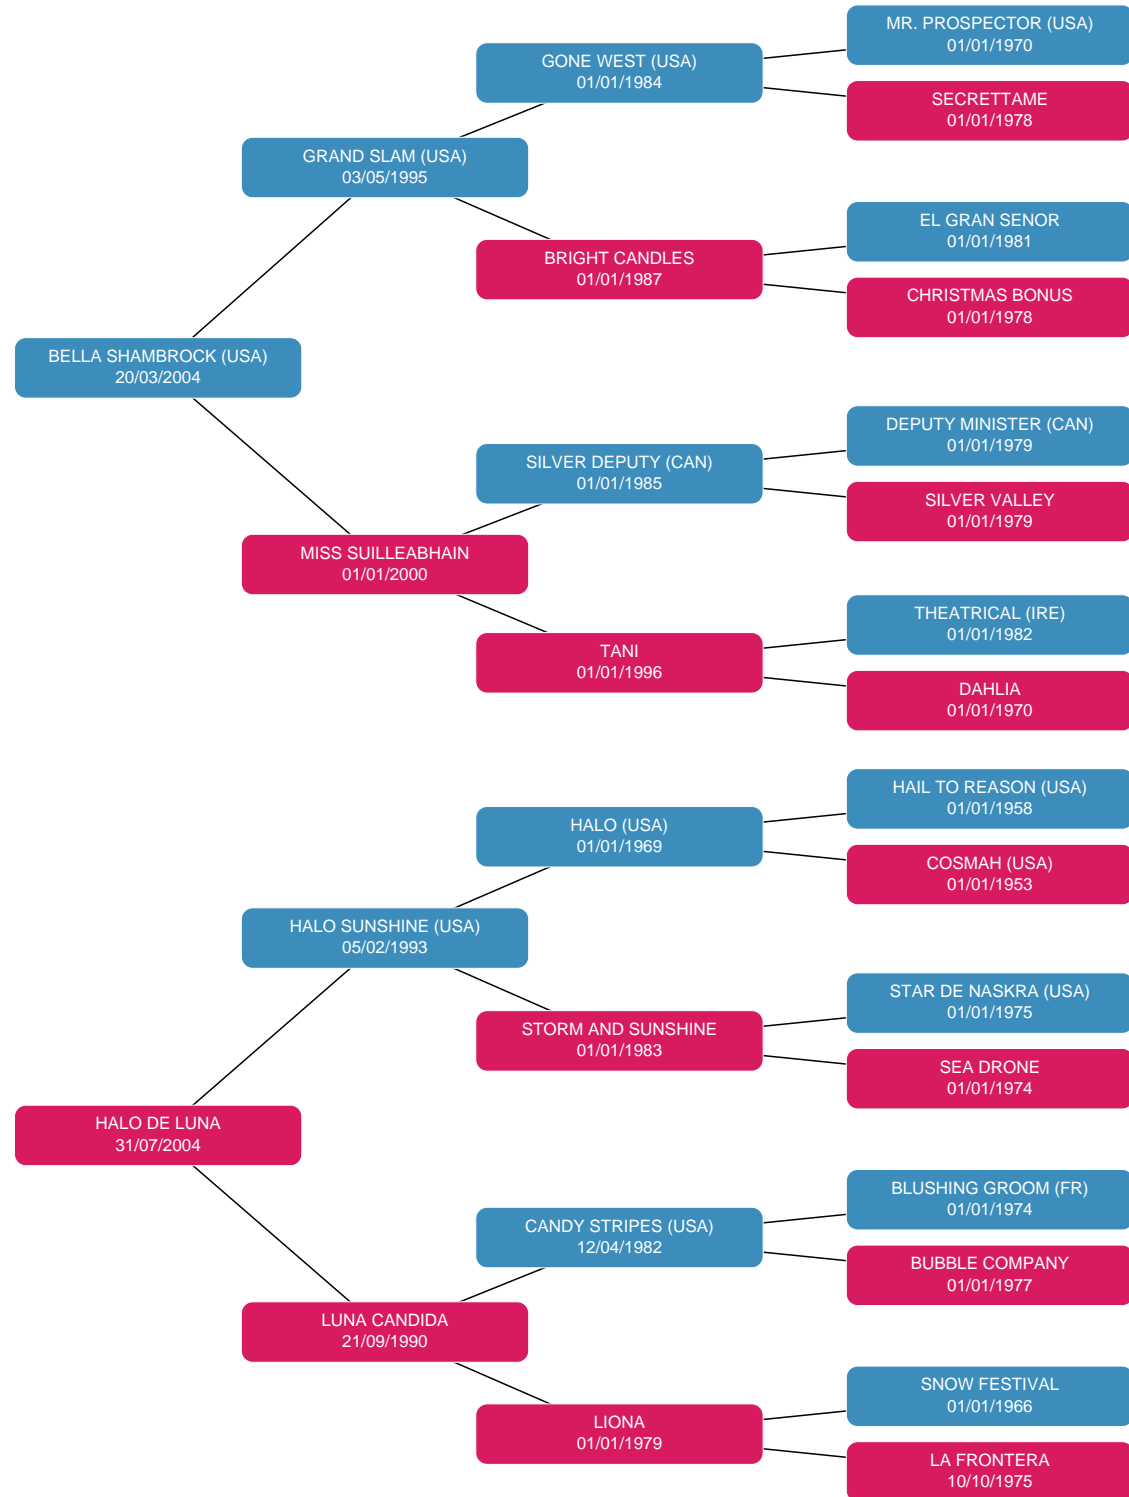 MR. PROSPECTOR (USA)
01/01/1970
GONE WEST (USA)
01/01/1984
SECRETTAME
01/01/1978
GRAND SLAM (USA)
03/05/1995
EL GRAN SENOR
01/01/1981
BRIGHT CANDLES
01/01/1987
CHRISTMAS BONUS
01/01/1978
BELLA SHAMBROCK (USA)
20/03/2004
DEPUTY MINISTER (CAN)
01/01/1979
SILVER DEPUTY (CAN)
01/01/1985
SILVER VALLEY
01/01/1979
MISS SUILLEABHAIN
01/01/2000
THEATRICAL (IRE)
01/01/1982
TANI
01/01/1996
DAHLIA
01/01/1970
HAIL TO REASON (USA)
01/01/1958
HALO (USA)
01/01/1969
COSMAH (USA)
01/01/1953
HALO SUNSHINE (USA)
05/02/1993
STAR DE NASKRA (USA)
01/01/1975
STORM AND SUNSHINE
01/01/1983
SEA DRONE
01/01/1974
HALO DE LUNA
31/07/2004
BLUSHING GROOM (FR)
01/01/1974
CANDY STRIPES (USA)
12/04/1982
BUBBLE COMPANY
01/01/1977
LUNA CANDIDA
21/09/1990
SNOW FESTIVAL
01/01/1966
LIONA
01/01/1979
LA FRONTERA
10/10/1975